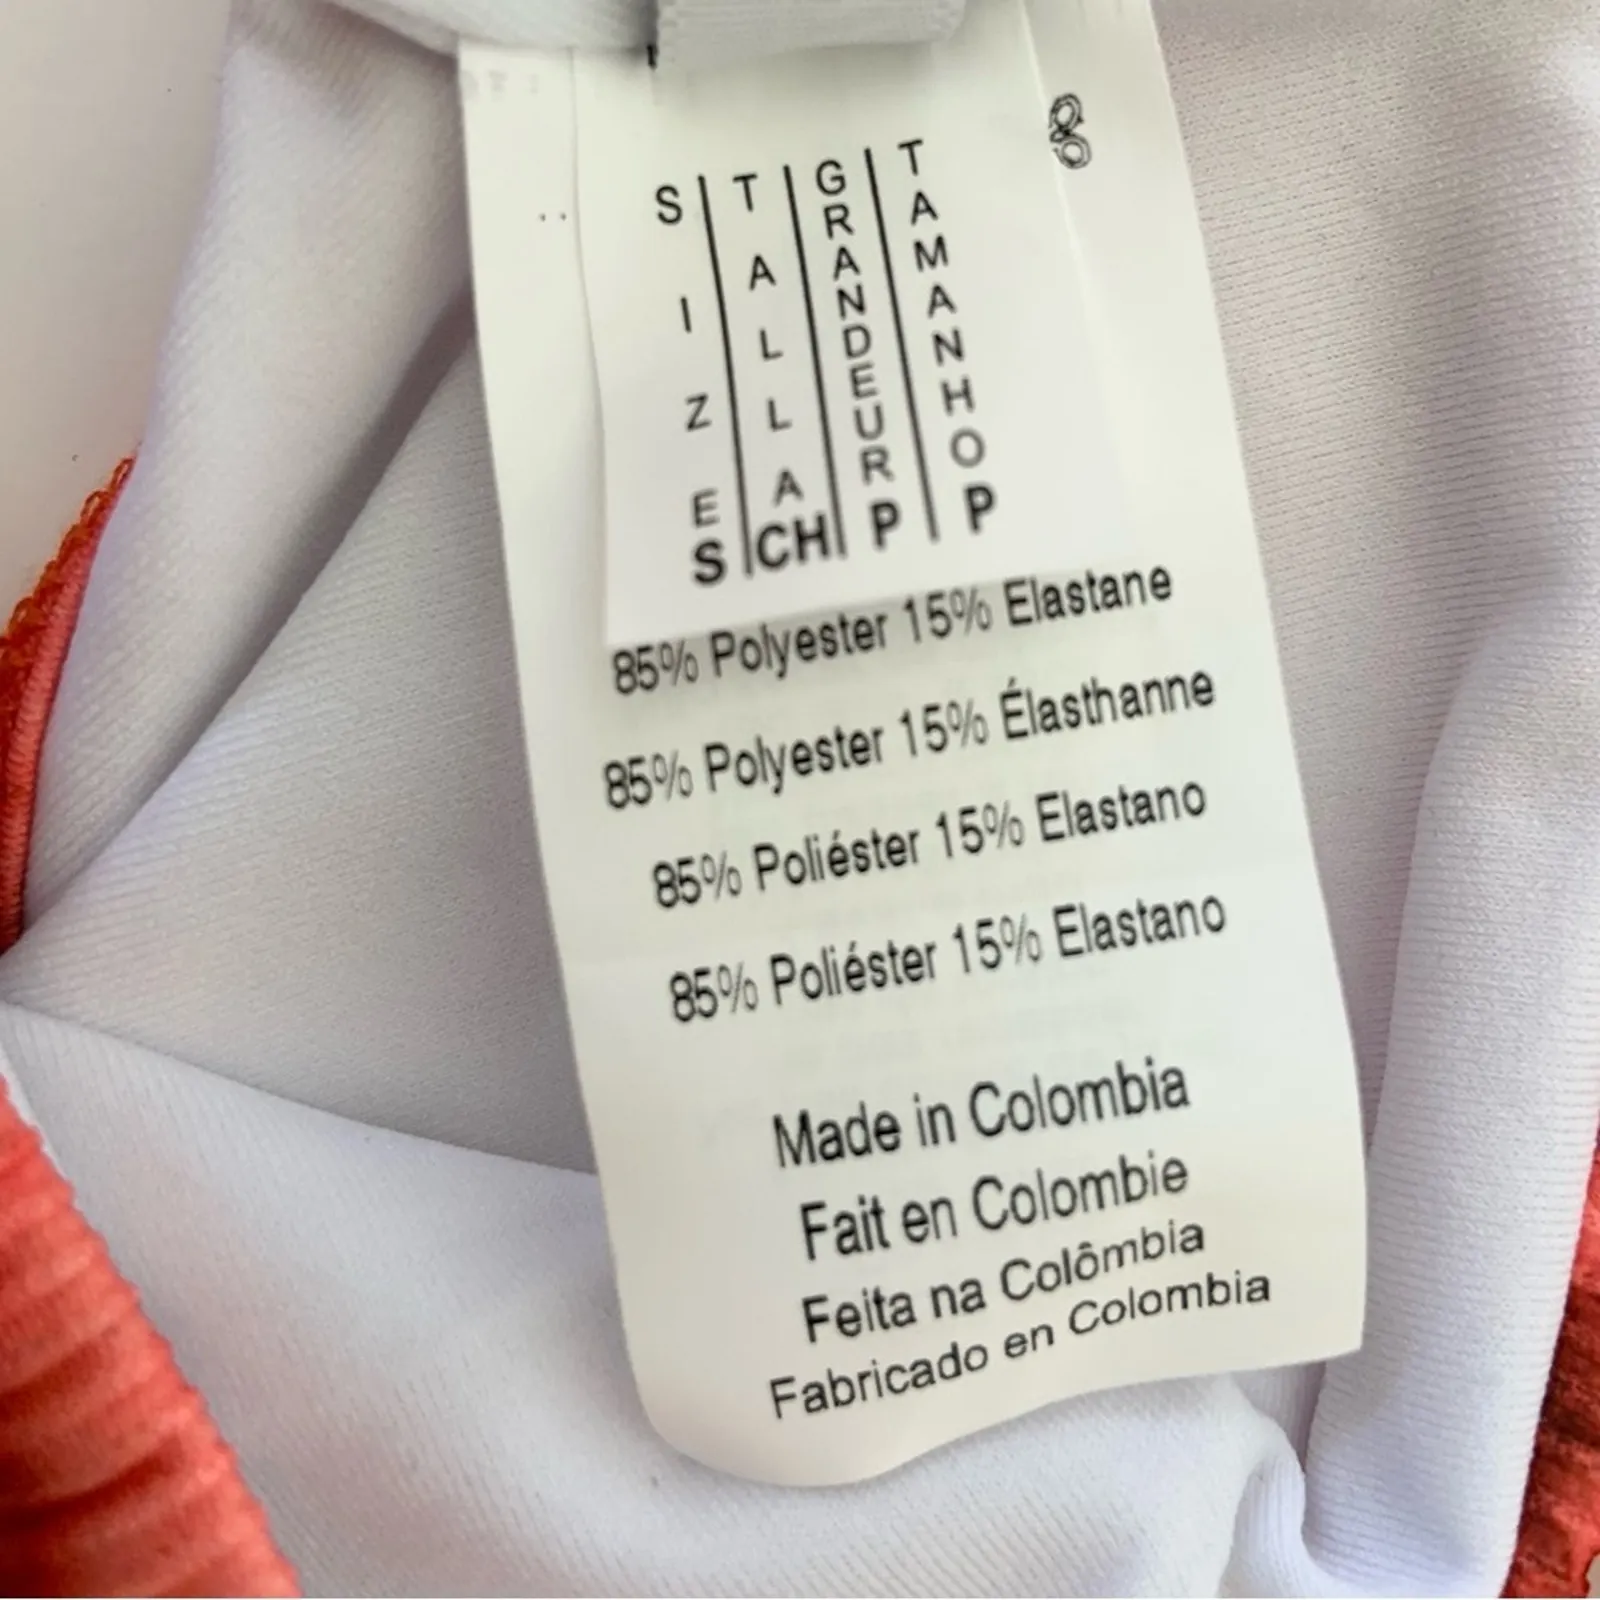 SIZE | TALLA | GRANDEUR | TAMANHO
S | CH | P | P
85% Polyester 15% Elastane
85% Polyester 15% Élasthanne
85% Poliéster 15% Elastano
85% Poliéster 15% Elastano
Made in Colombia
Fait en Colombie
Feita na Colômbia
Fabricado en Colombia